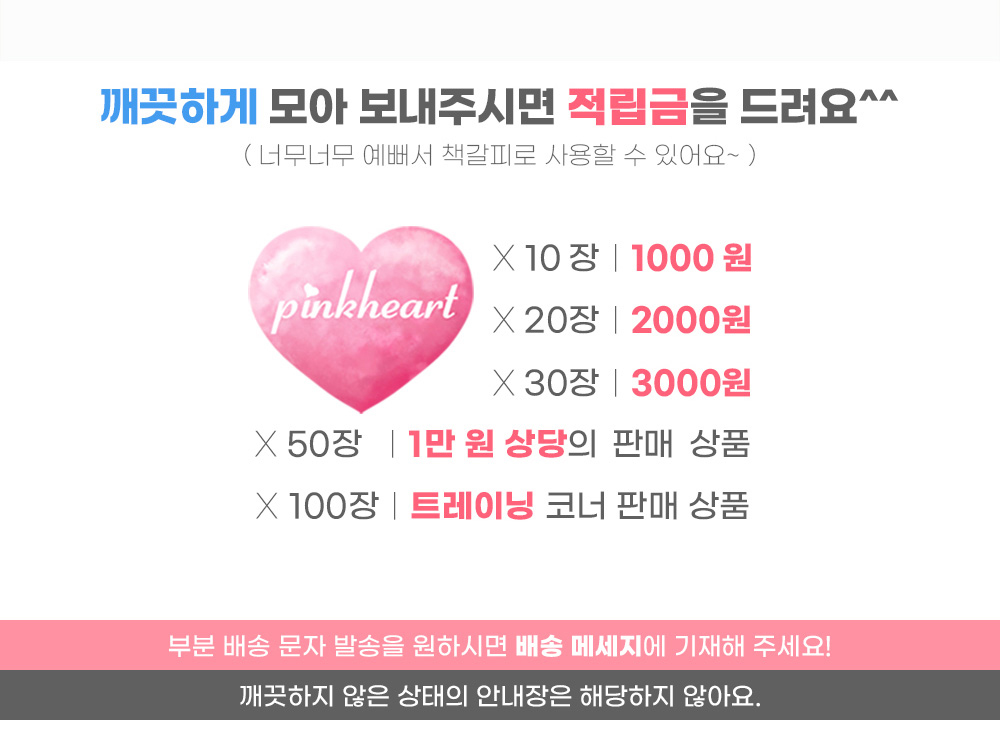 깨끗하게 모아 보내주시면 적립금을 드려요^^
( 너무너무 예뻐서 책갈피로 사용할 수 있어요~ )
pinkheart
X 10 장 | 1000 원
X 20장 | 2000원
X 30장 | 3000원
X 50장 | 1만 원 상당의 판매 상품
X 100장 | 트레이닝 코너 판매 상품
부분 배송 문자 발송을 원하시면 배송 메세지에 기재해 주세요!
깨끗하지 않은 상태의 안내장은 해당하지 않아요.